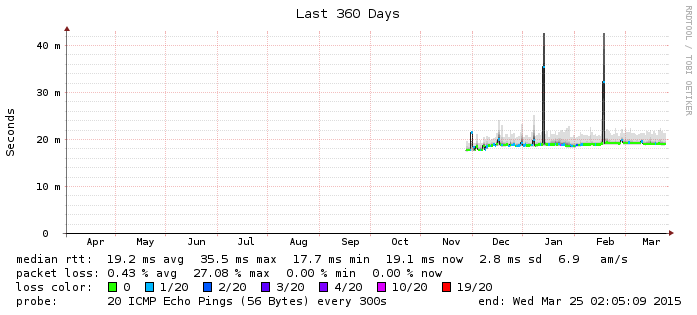 Last 360 Days
RRDTOOL / TOBI OETIKER
Seconds
40 m
30 m
20 m
10 m
0
Apr May Jun Jul Aug Sep Oct Nov Dec Jan Feb Mar
median rtt: 19.2 ms avg 35.5 ms max 17.7 ms min 19.1 ms now 2.8 ms sd 6.9 am/s
packet loss: 0.43 % avg 27.08 % max 0.00 % min 0.00 % now
loss color: 0 1/20 2/20 3/20 4/20 10/20 19/20
probe: 20 ICMP Echo Pings (56 Bytes) every 300s end: Wed Mar 25 02:05:09 2015